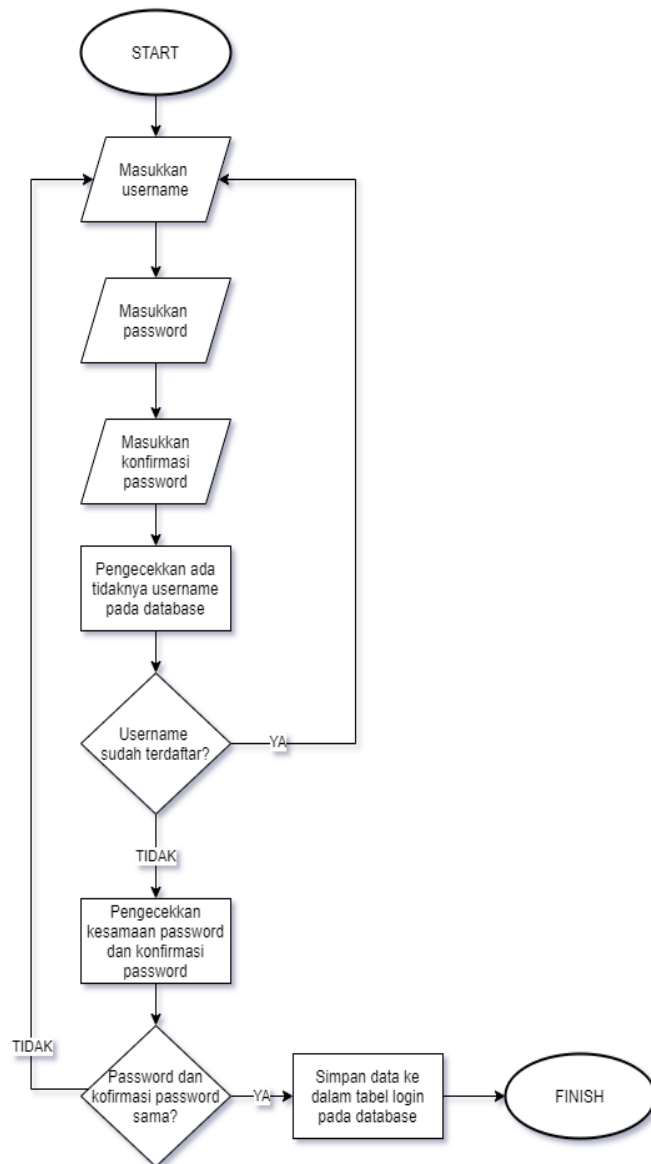 START
Masukkan
username
Masukkan
password
Masukkan
konfirmasi
password
Pengecekkan ada
tidaknya username
pada database
Username
sudah terdaftar?
YA
TIDAK
Pengecekkan
kesamaan password
dan konfirmasi
password
TIDAK
Password dan
kofirmasi password
sama?
YA
Simpan data ke
dalam tabel login
pada database
FINISH